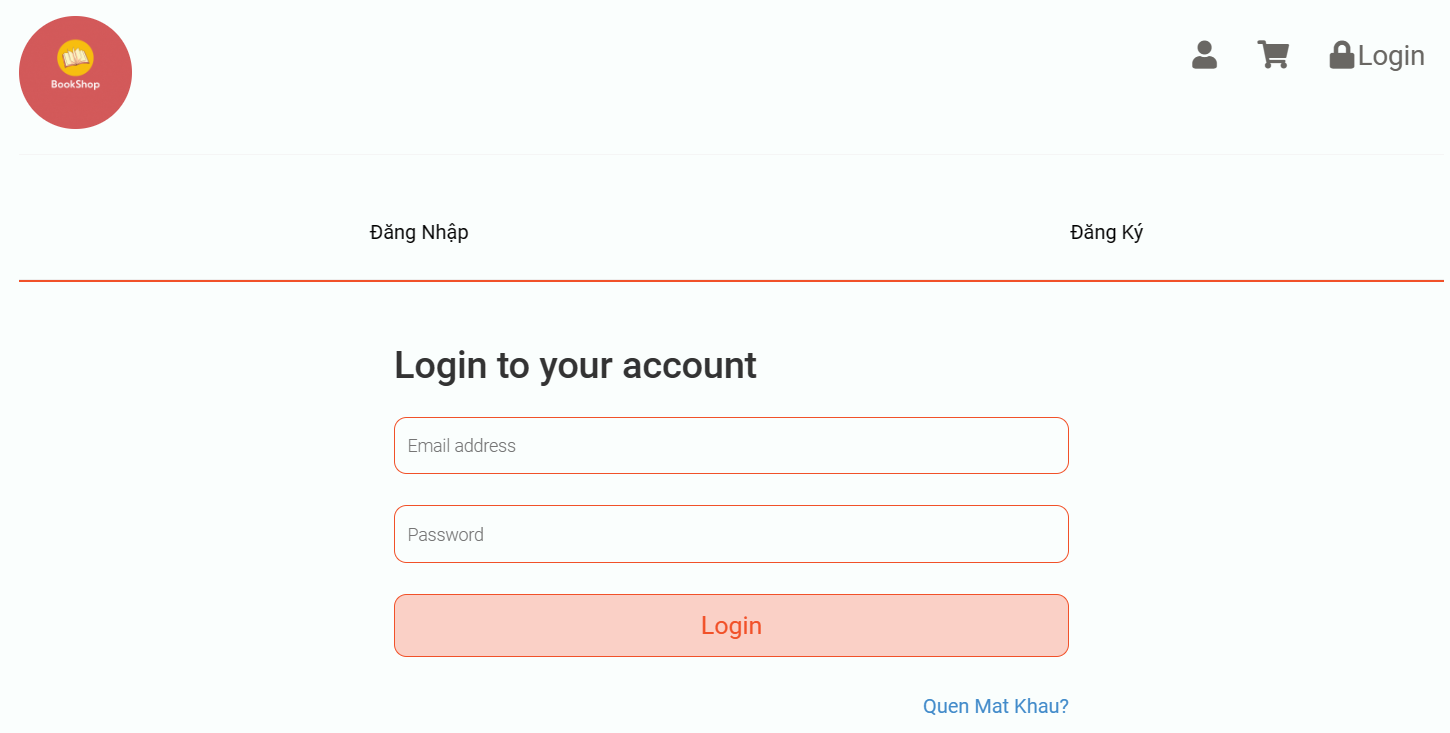 BookShop
Login
Đăng Nhập
Đăng Ký
Login to your account
Email address
Password
Login
Quen Mat Khau?